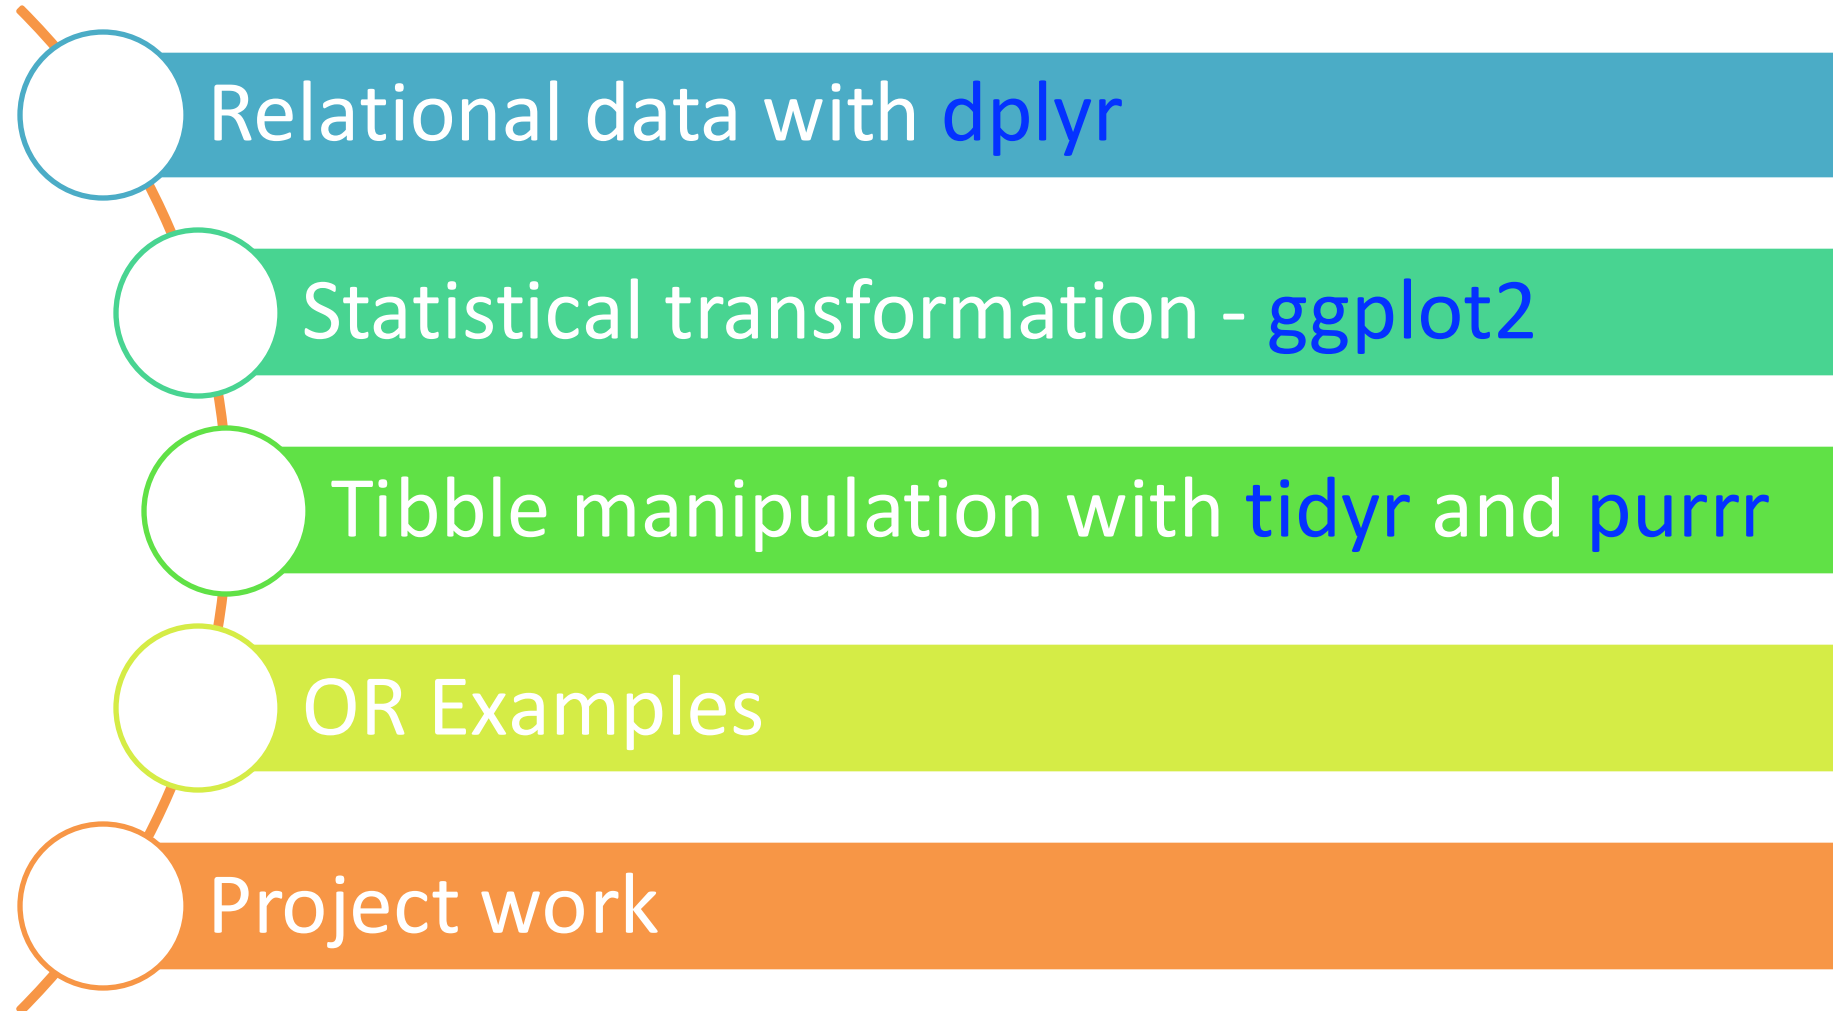 Relational data with dplyr
Statistical transformation - ggplot2
Tibble manipulation with tidyr and purrr
OR Examples
Project work